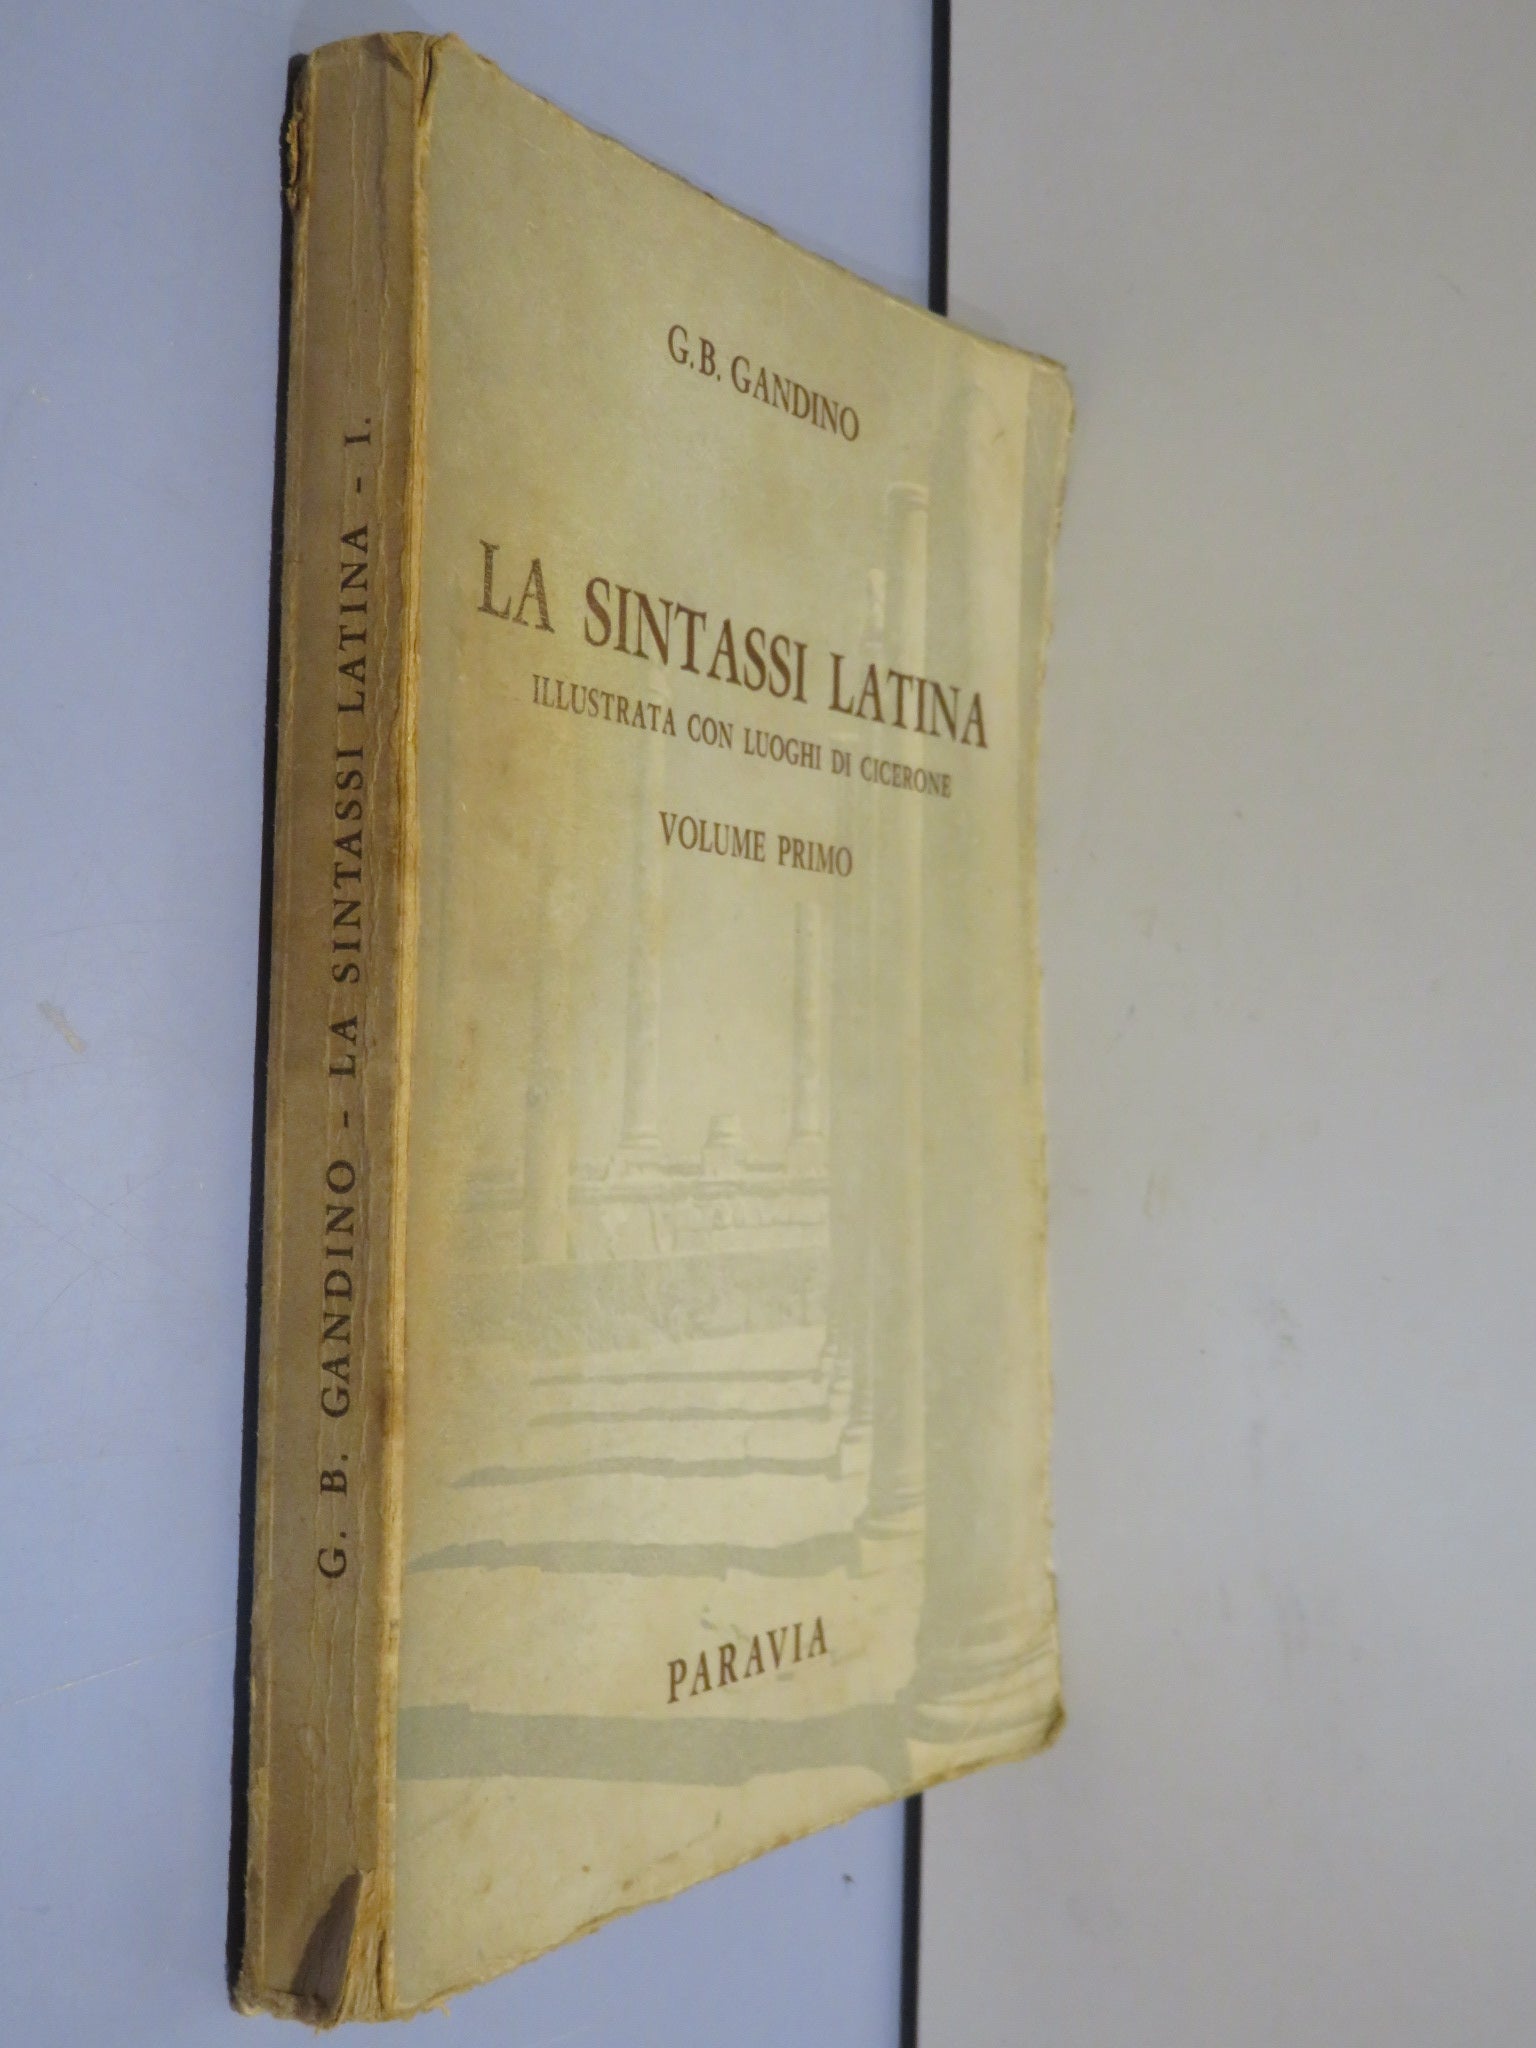 G. B. GANDINO - LA SINTASSI LATINA - I.
G.B. GANDINO
LA SINTASSI LATINA
ILLUSTRATA CON LUOGHI DI CICERONE
VOLUME PRIMO
PARAVIA